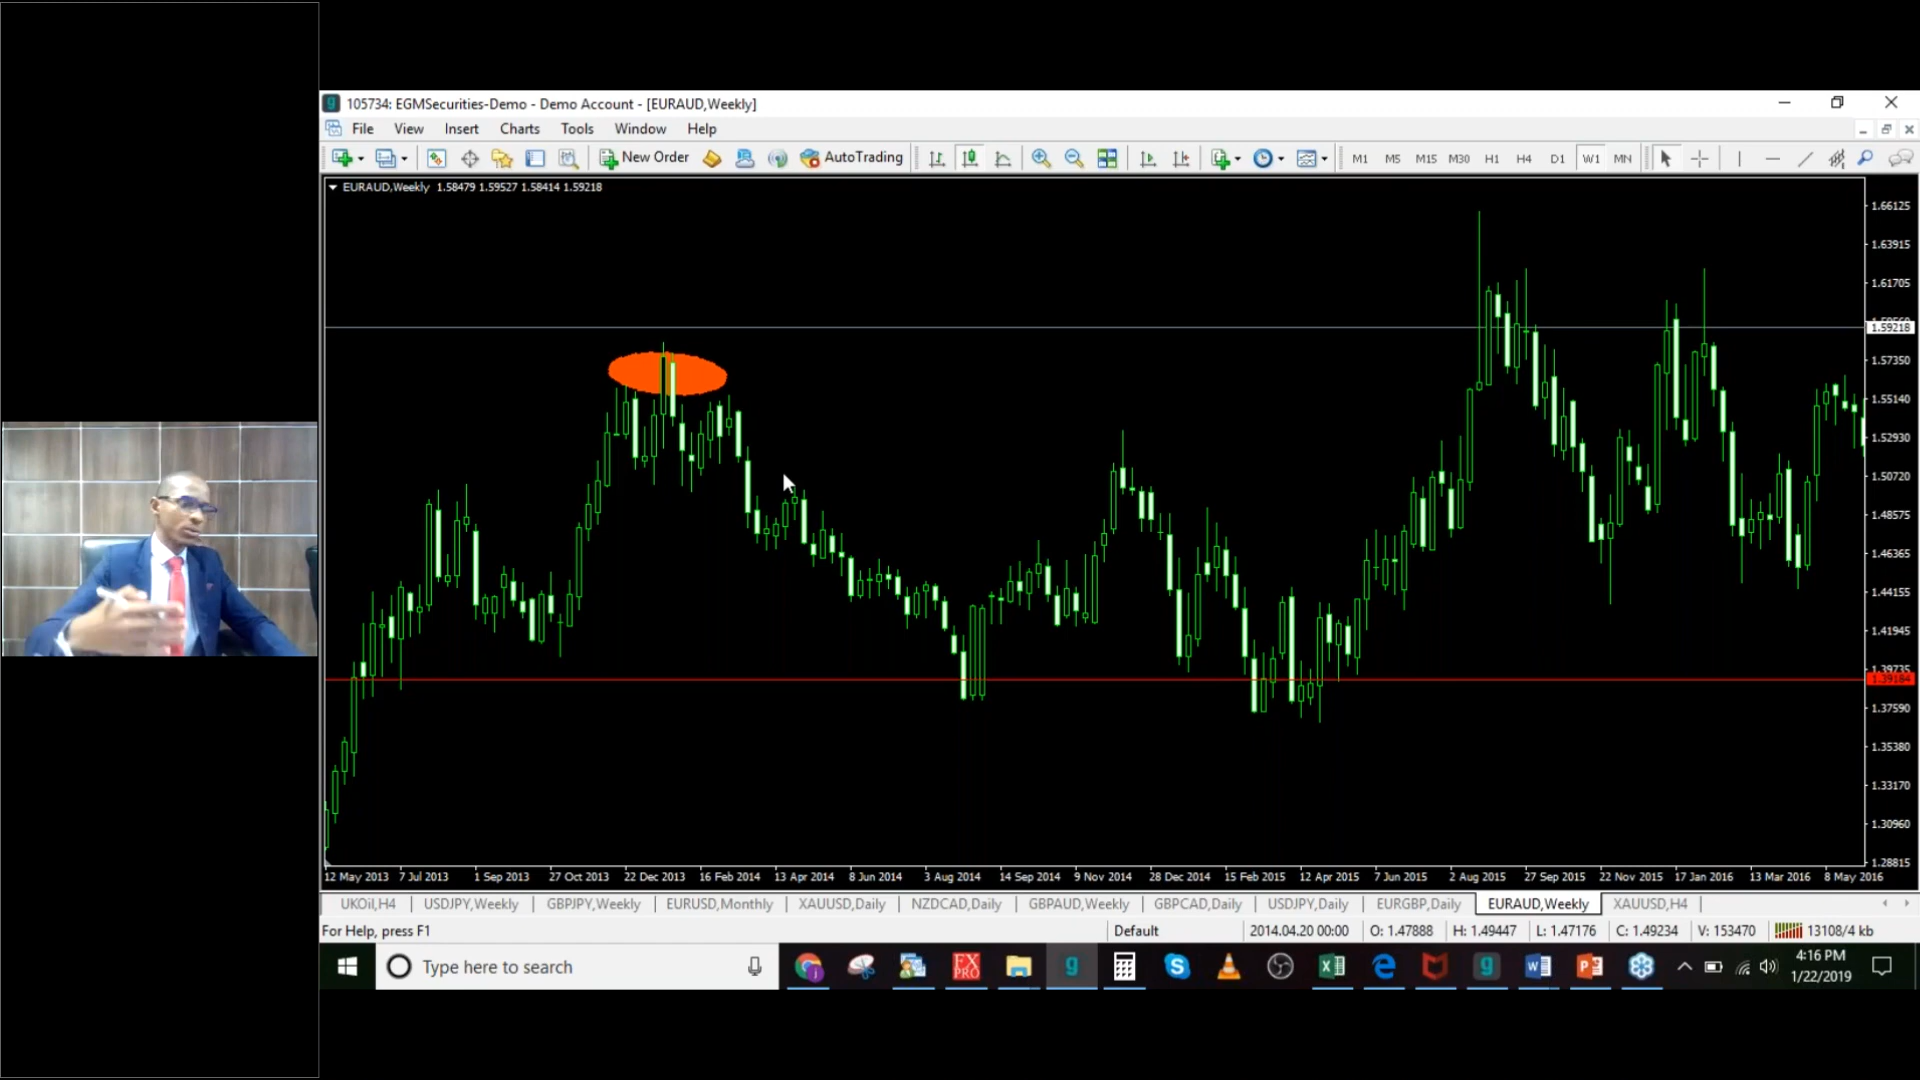 105734: EGMSecurities-Demo - Demo Account - [EURAUD,Weekly]
File View Insert Charts Tools Window Help
New Order AutoTrading M1 M5 M15 M30 H1 H4 D1 W1 MN
EURAUD,Weekly 1.58479 1.59527 1.58414 1.59218
1.66125
1.63915
1.61705
1.59218
1.57350
1.55140
1.52930
1.50720
1.48575
1.46365
1.44155
1.41945
1.39735
1.39184
1.37590
1.35380
1.33170
1.30960
1.28815
12 May 2013 7 Jul 2013 1 Sep 2013 27 Oct 2013 22 Dec 2013 16 Feb 2014 13 Apr 2014 8 Jun 2014 3 Aug 2014 14 Sep 2014 9 Nov 2014 28 Dec 2014 15 Feb 2015 12 Apr 2015 7 Jun 2015 2 Aug 2015 27 Sep 2015 22 Nov 2015 17 Jan 2016 13 Mar 2016 8 May 2016
UKOil,H4 USDJPY,Weekly GBPJPY,Weekly EURUSD,Monthly XAUUSD,Daily NZDCAD,Daily GBPAUD,Weekly GBPCAD,Daily USDJPY,Daily EURGBP,Daily EURAUD,Weekly XAUUSD,H4
For Help, press F1 Default 2014.04.20 00:00 O: 1.47888 H: 1.49447 L: 1.47176 C: 1.49234 V: 153470 13108/4 kb
Type here to search FX PRO 4:16 PM
1/22/2019